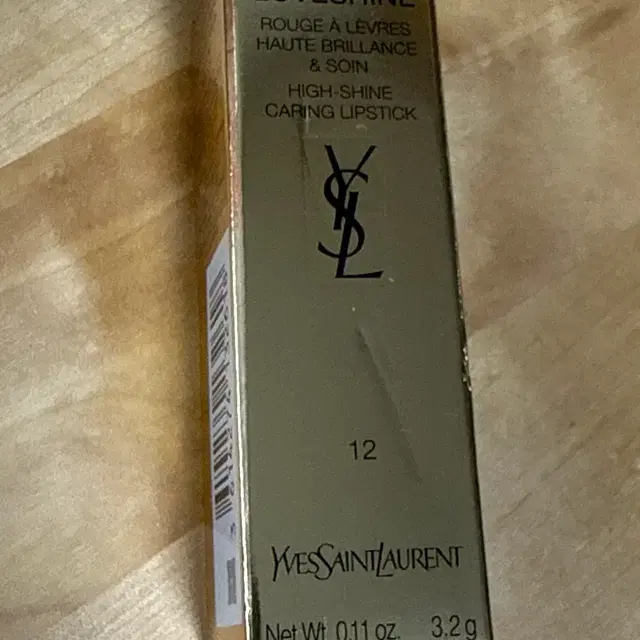 LOVESHINE
ROUGE À LÈVRES
HAUTE BRILLANCE
& SOIN
HIGH-SHINE
CARING LIPSTICK
YSL
12
YVESSAINTLAURENT
Net Wt. 0.11 oz. 3.2 g